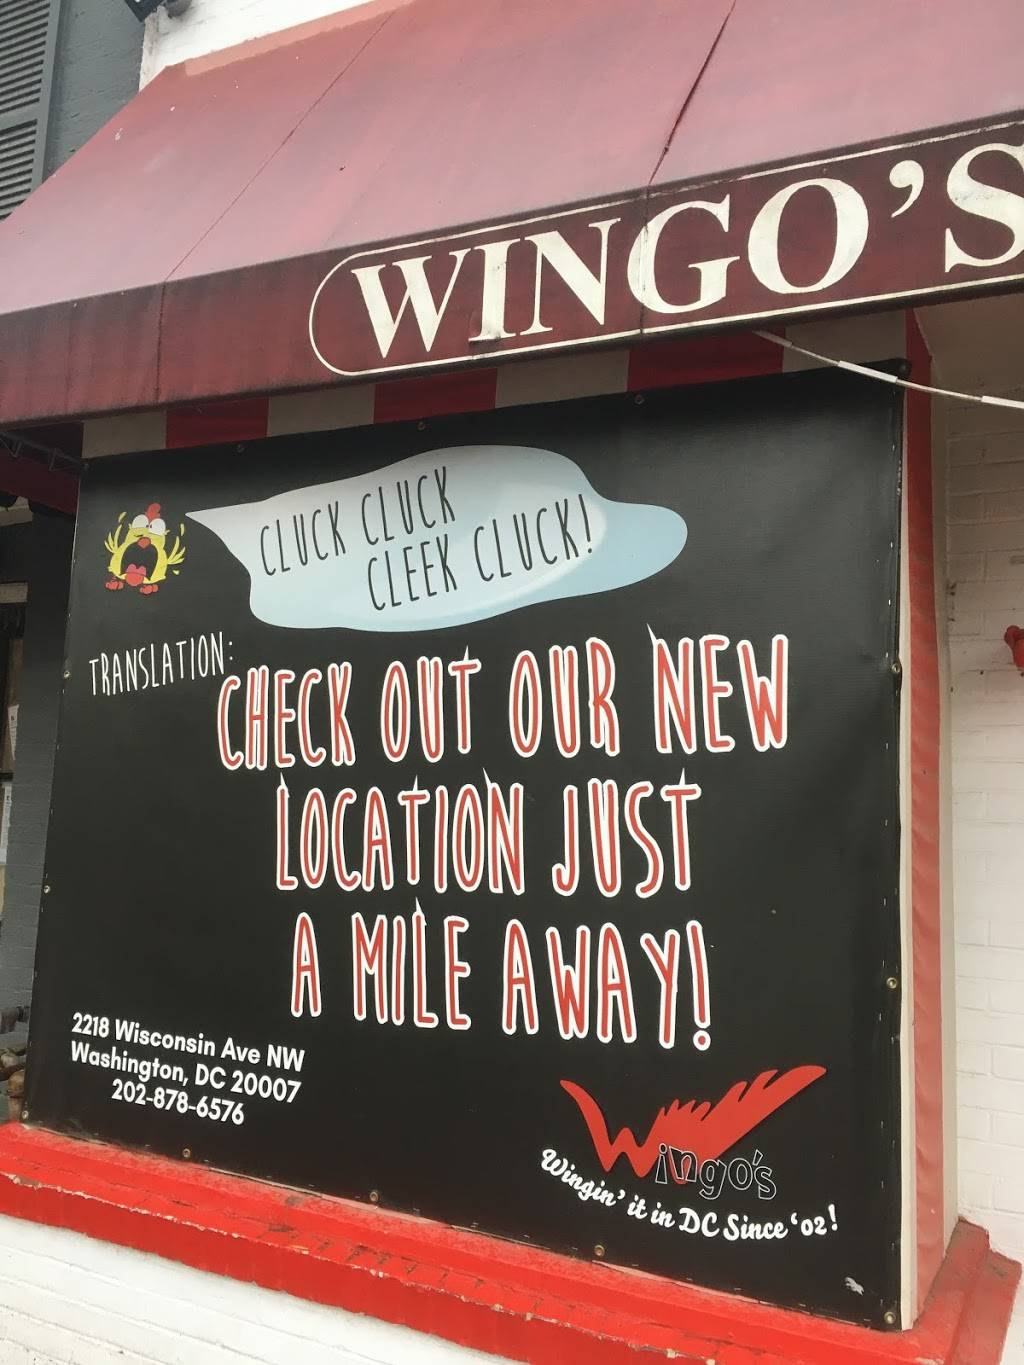 WINGO'S
CLUCK CLUCK
CLEEK CLUCK!
TRANSLATION:
CHECK OUT OUR NEW
LOCATION JUST
A MILE AWAY!
2218 Wisconsin Ave NW
Washington, DC 20007
202-878-6576
Wingo's
Wingin' it in DC Since '02!